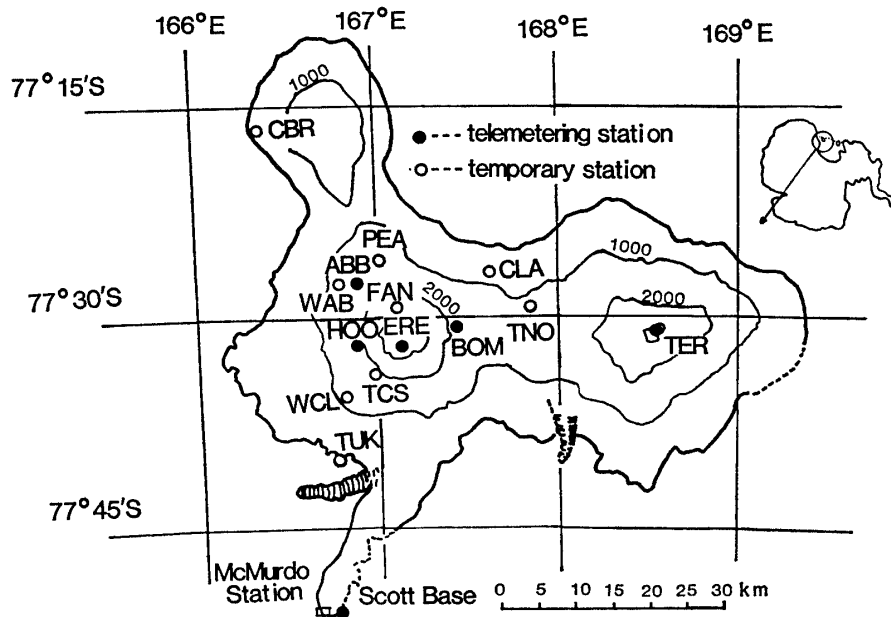 166°E 167°E 168°E 169°E
77°15'S
1000
CBR
telemetering station
temporary station
PEA
ABB
CLA
1000
77°30'S
WAB
FAN
2000
2000
HOO
ERE
BOM
TNO
TER
WCL
TCS
TUK
77°45'S
McMurdo
Station
Scott Base
0 5 10 15 20 25 30 km